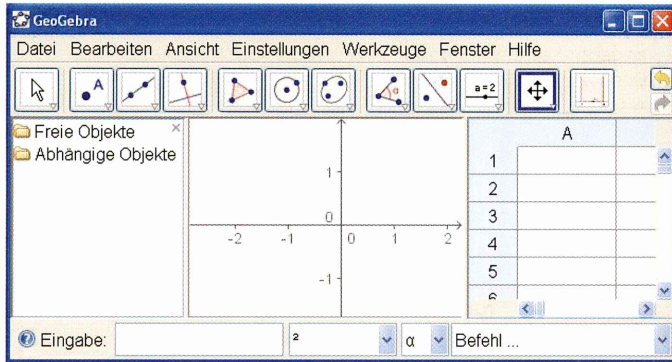 GeoGebra
Datei Bearbeiten Ansicht Einstellungen Werkzeuge Fenster Hilfe
A α a=2
Freie Objekte ×
Abhängige Objekte
1
0
-2 -1 0 1 2
-1
A
1
2
3
4
5
6
Eingabe: ² α Befehl ...